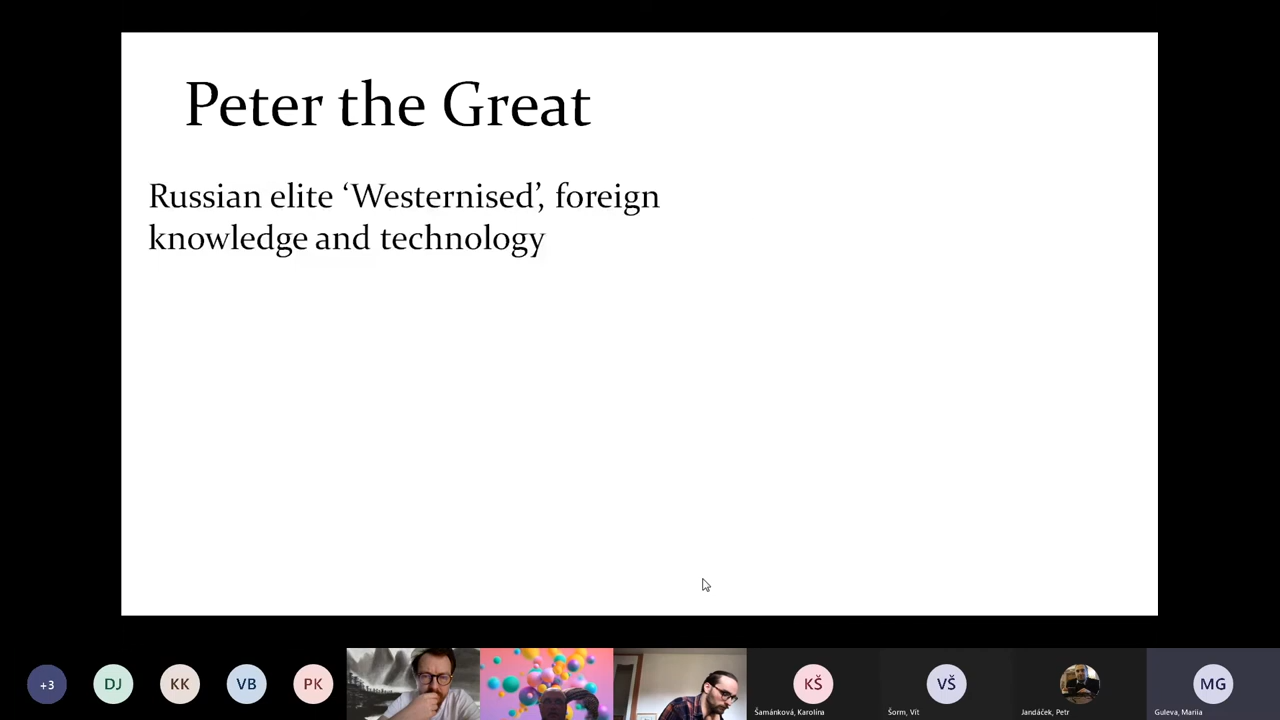 Peter the Great
Russian elite ‘Westernised’, foreign
knowledge and technology
+3
DJ
KK
VB
PK
KŠ
VŠ
MG
Šamánková, Karolína
Šorm, Vít
Jandáček, Petr
Guleva, Mariia